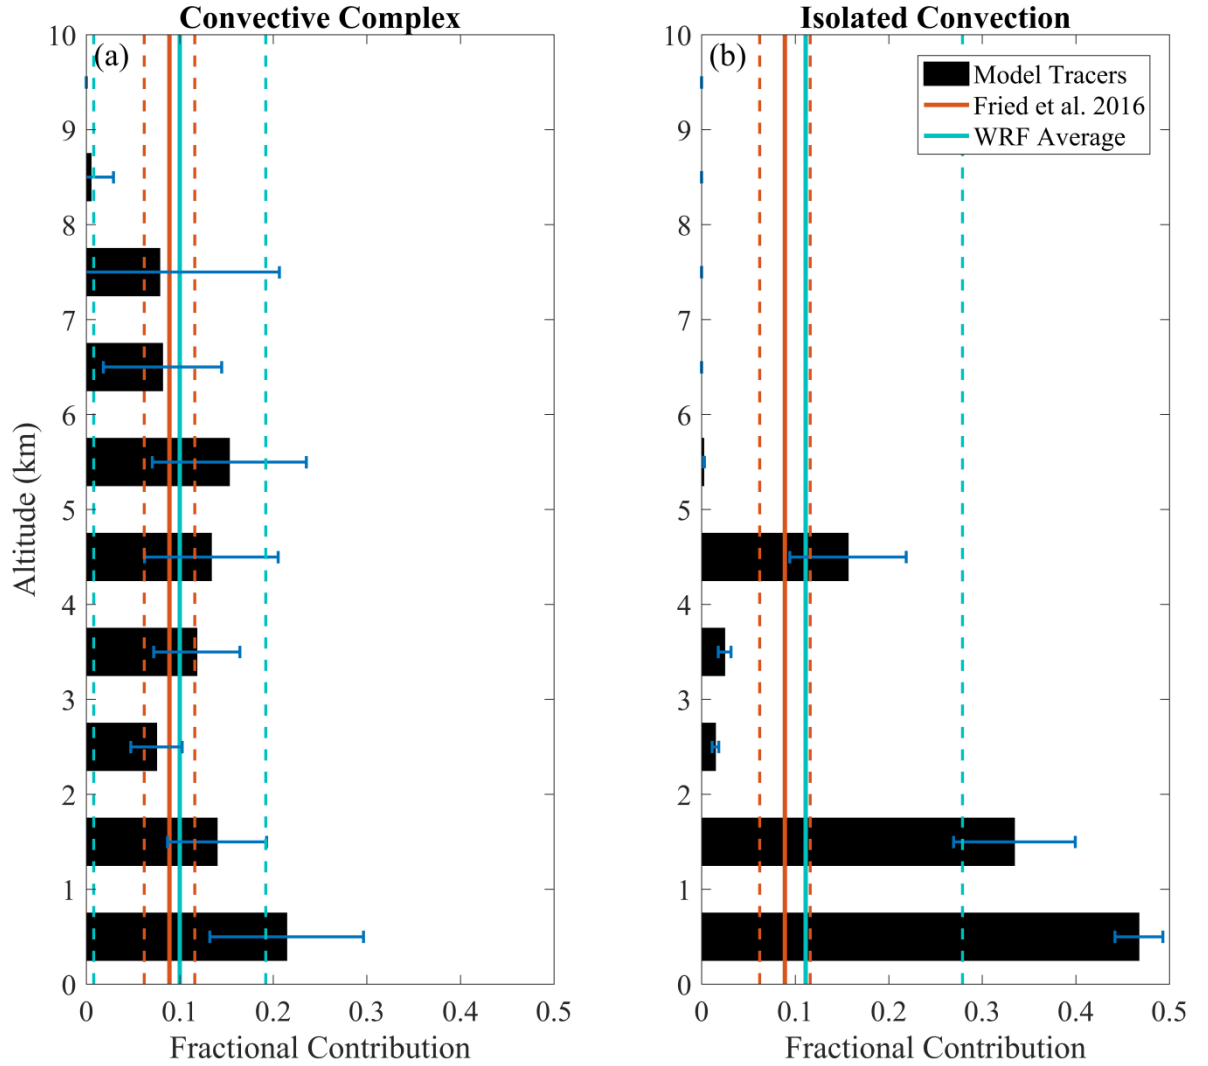 Convective Complex
(a)
10
9
8
7
6
5
4
3
2
1
0
Altitude (km)
0 0.1 0.2 0.3 0.4 0.5
Fractional Contribution
Isolated Convection
(b)
Model Tracers
Fried et al. 2016
WRF Average
10
9
8
7
6
5
4
3
2
1
0
0 0.1 0.2 0.3 0.4 0.5
Fractional Contribution